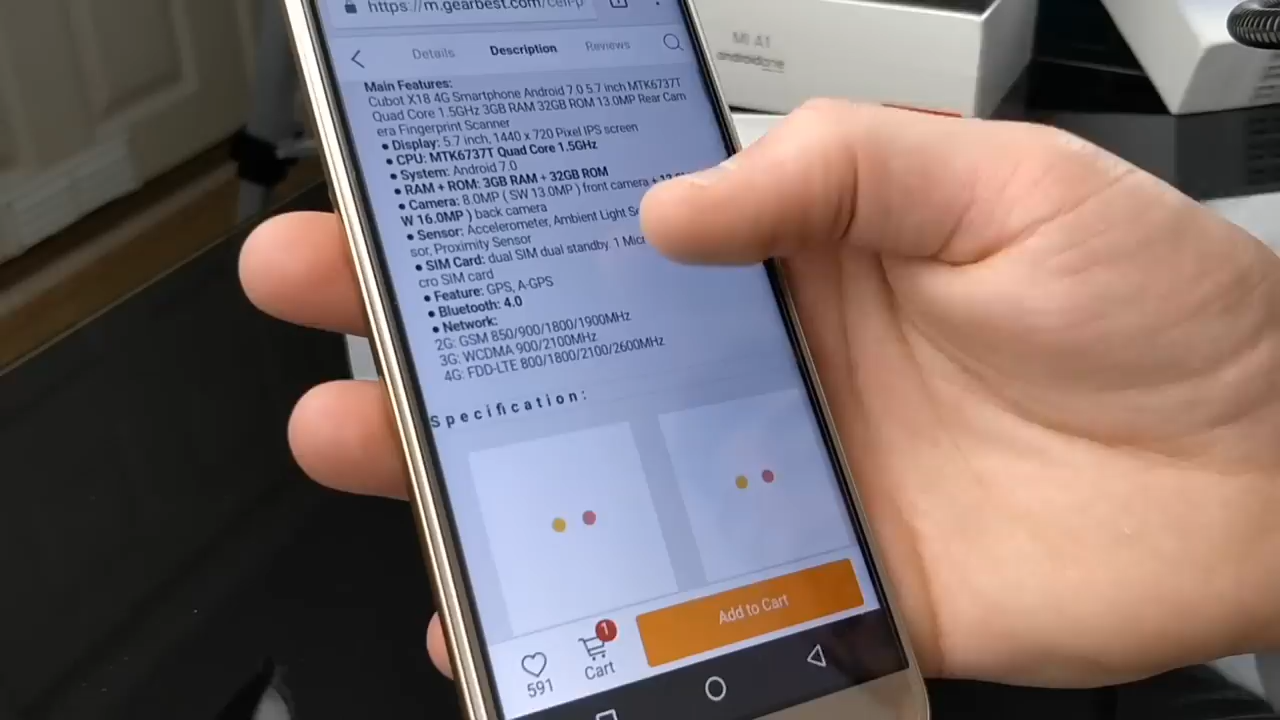 https://m.gearbest.com/cell-p
Details Description Reviews
Main Features:
Cubot X18 4G Smartphone Android 7.0 5.7 inch MTK6737T
Quad Core 1.5GHz 3GB RAM 32GB ROM 13.0MP Rear Cam
era Fingerprint Scanner
● Display: 5.7 inch, 1440 x 720 Pixel IPS screen
● CPU: MTK6737T Quad Core 1.5GHz
● System: Android 7.0
● RAM + ROM: 3GB RAM + 32GB ROM
● Camera: 8.0MP ( SW 13.0MP ) front camera +
W 16.0MP ) back camera
● Sensor: Accelerometer, Ambient Light
sor, Proximity Sensor
● SIM Card: dual SIM dual standby. 1
cro SIM card
● Feature: GPS, A-GPS
● Bluetooth: 4.0
● Network:
2G: GSM 850/900/1800/1900MHz
3G: WCDMA 900/2100MHz
4G: FDD-LTE 800/1800/2100/2600MHz
Specification:
591
1
Cart
Add to Cart
MI A1
androidone